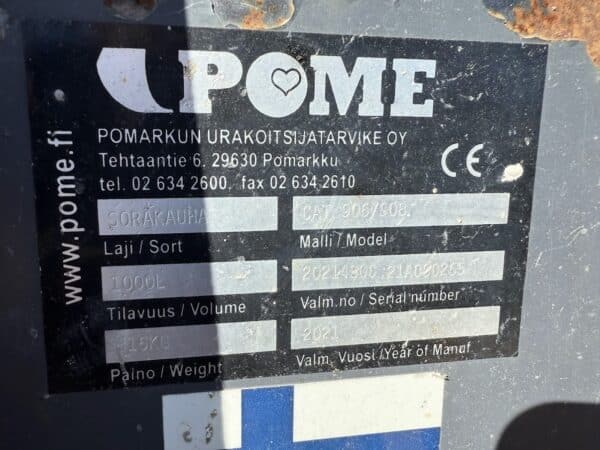 POME
POMARKUN URAKOITSIJATARVIKE OY
Tehtaantie 6, 29630 Pomarkku
tel. 02 634 2600, fax 02 634 2610
CE
www.pome.fi
SORAKAUHA CAT 906/908
Laji / Sort Malli / Model
1000L
Tilavuus / Volume Valm.no / Serial number
2021
Paino / Weight Valm. Vuosi /Year of Manuf